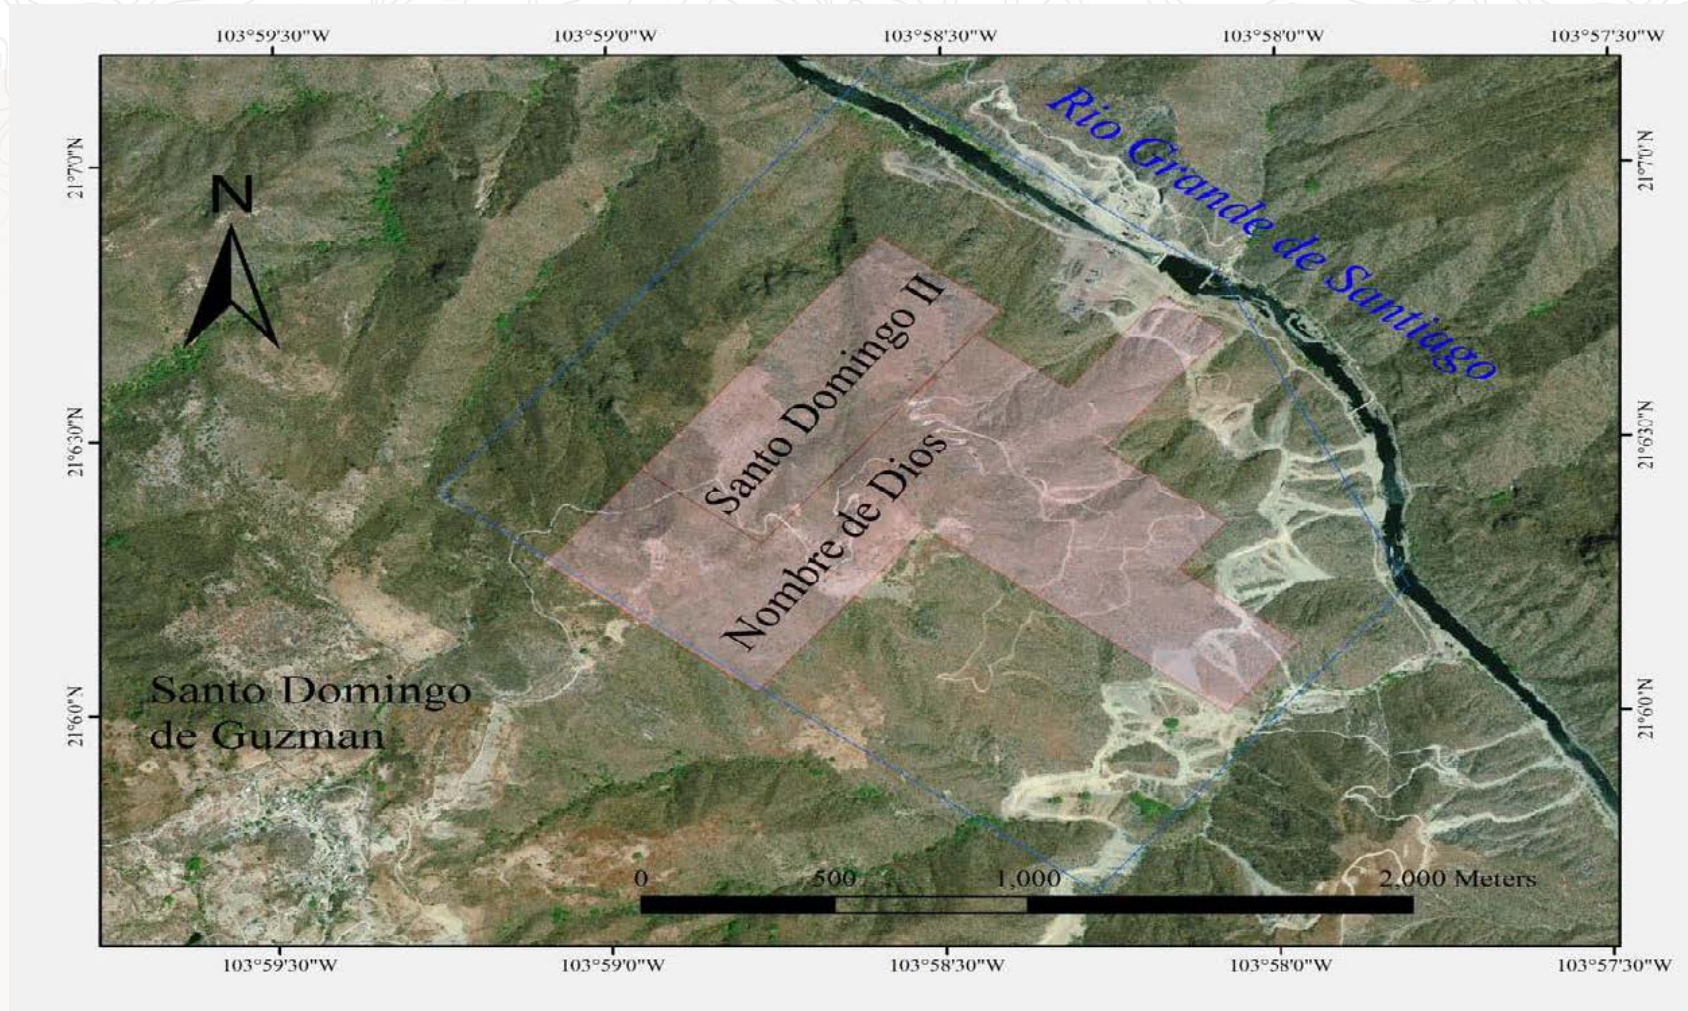 103°59'30"W 103°59'0"W 103°58'30"W 103°58'0"W 103°57'30"W
21°7'0"N
21°7'0"N
N
Rio Grande de Santiago
Santo Domingo II
Nombre de Dios
21°6'30"N
21°6'30"N
Santo Domingo
de Guzman
21°6'0"N
21°6'0"N
0 500 1,000 2,000 Meters
103°59'30"W 103°59'0"W 103°58'30"W 103°58'0"W 103°57'30"W